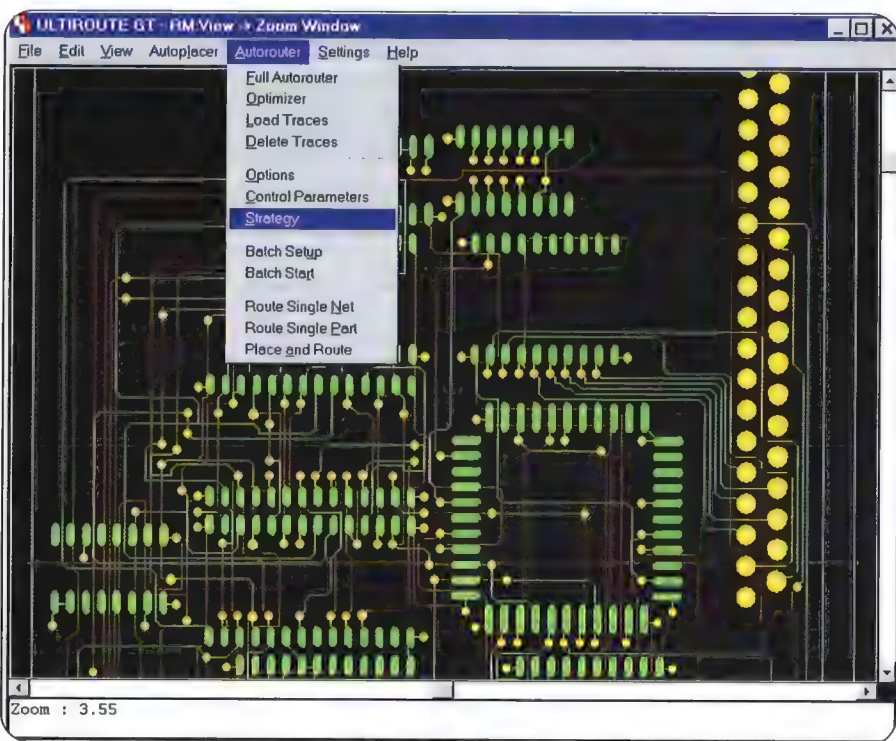 ULTIROUTE GT - RM:View -> Zoom Window
File Edit View Autoplacer Autorouter Settings Help
Full Autorouter
Optimizer
Load Traces
Delete Traces
Options
Control Parameters
Strategy
Batch Setup
Batch Start
Route Single Net
Route Single Part
Place and Route
Zoom : 3.55